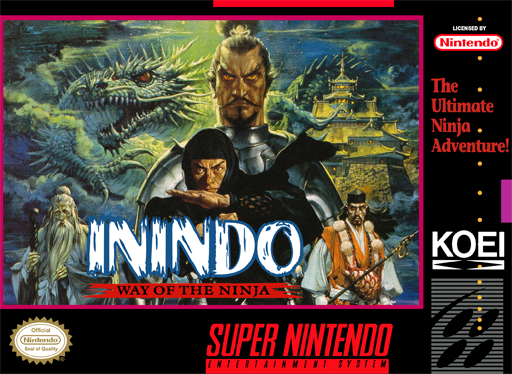 LICENSED BY
Nintendo
The
Ultimate
Ninja
Adventure!
ININDO
WAY OF THE NINJA
KOEI
Official
Nintendo
Seal of Quality
SUPER NINTENDO
ENTERTAINMENT SYSTEM